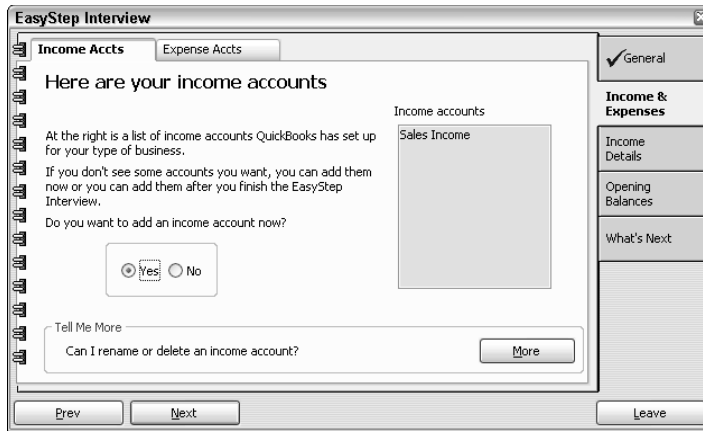 EasyStep Interview
Income Accts
Expense Accts
Here are your income accounts
At the right is a list of income accounts QuickBooks has set up
for your type of business.
If you don't see some accounts you want, you can add them
now or you can add them after you finish the EasyStep
Interview.
Do you want to add an income account now?
Yes
No
Income accounts
Sales Income
Tell Me More
Can I rename or delete an income account?
More
General
Income &
Expenses
Income
Details
Opening
Balances
What's Next
Prev
Next
Leave